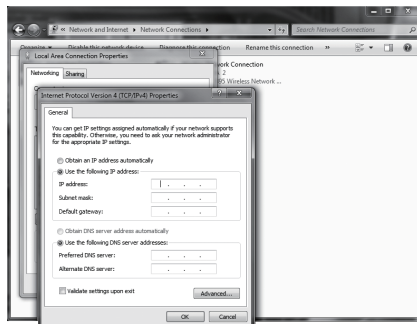 « Network and Internet ▸ Network Connections ▸
Search Network Connections
Organize ▾ Disable this network device Diagnose this connection Rename this connection »
Local Area Connection Properties
Networking Sharing
work Connection
2
95 Wireless Network ...
Internet Protocol Version 4 (TCP/IPv4) Properties
General
You can get IP settings assigned automatically if your network supports
this capability. Otherwise, you need to ask your network administrator
for the appropriate IP settings.
Obtain an IP address automatically
Use the following IP address:
IP address:
Subnet mask:
Default gateway:
Obtain DNS server address automatically
Use the following DNS server addresses:
Preferred DNS server:
Alternate DNS server:
Validate settings upon exit
Advanced...
OK Cancel